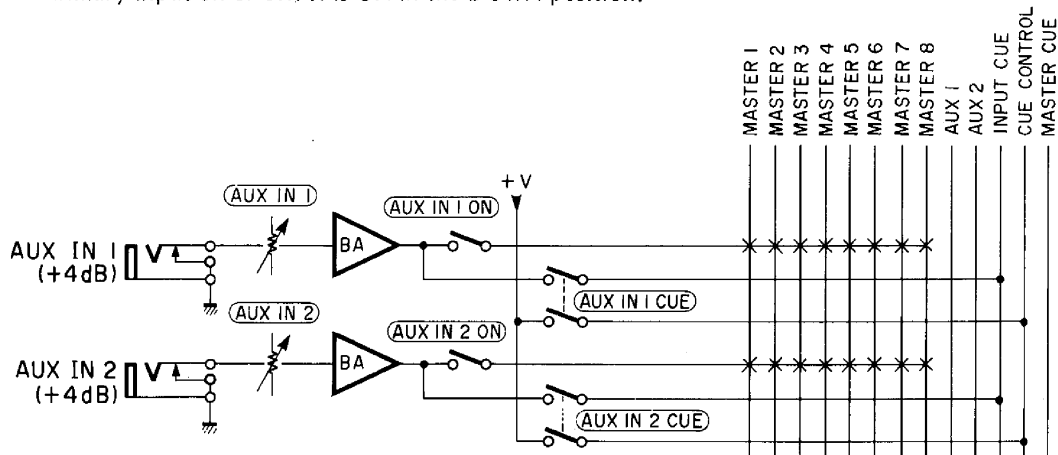 MASTER 1
MASTER 2
MASTER 3
MASTER 4
MASTER 5
MASTER 6
MASTER 7
MASTER 8
AUX 1
AUX 2
INPUT CUE
CUE CONTROL
MASTER CUE
+V
AUX IN 1
AUX IN 1 ON
AUX IN 1
(+4dB)
BA
AUX IN 1 CUE
AUX IN 2
AUX IN 2 ON
AUX IN 2
(+4dB)
BA
AUX IN 2 CUE